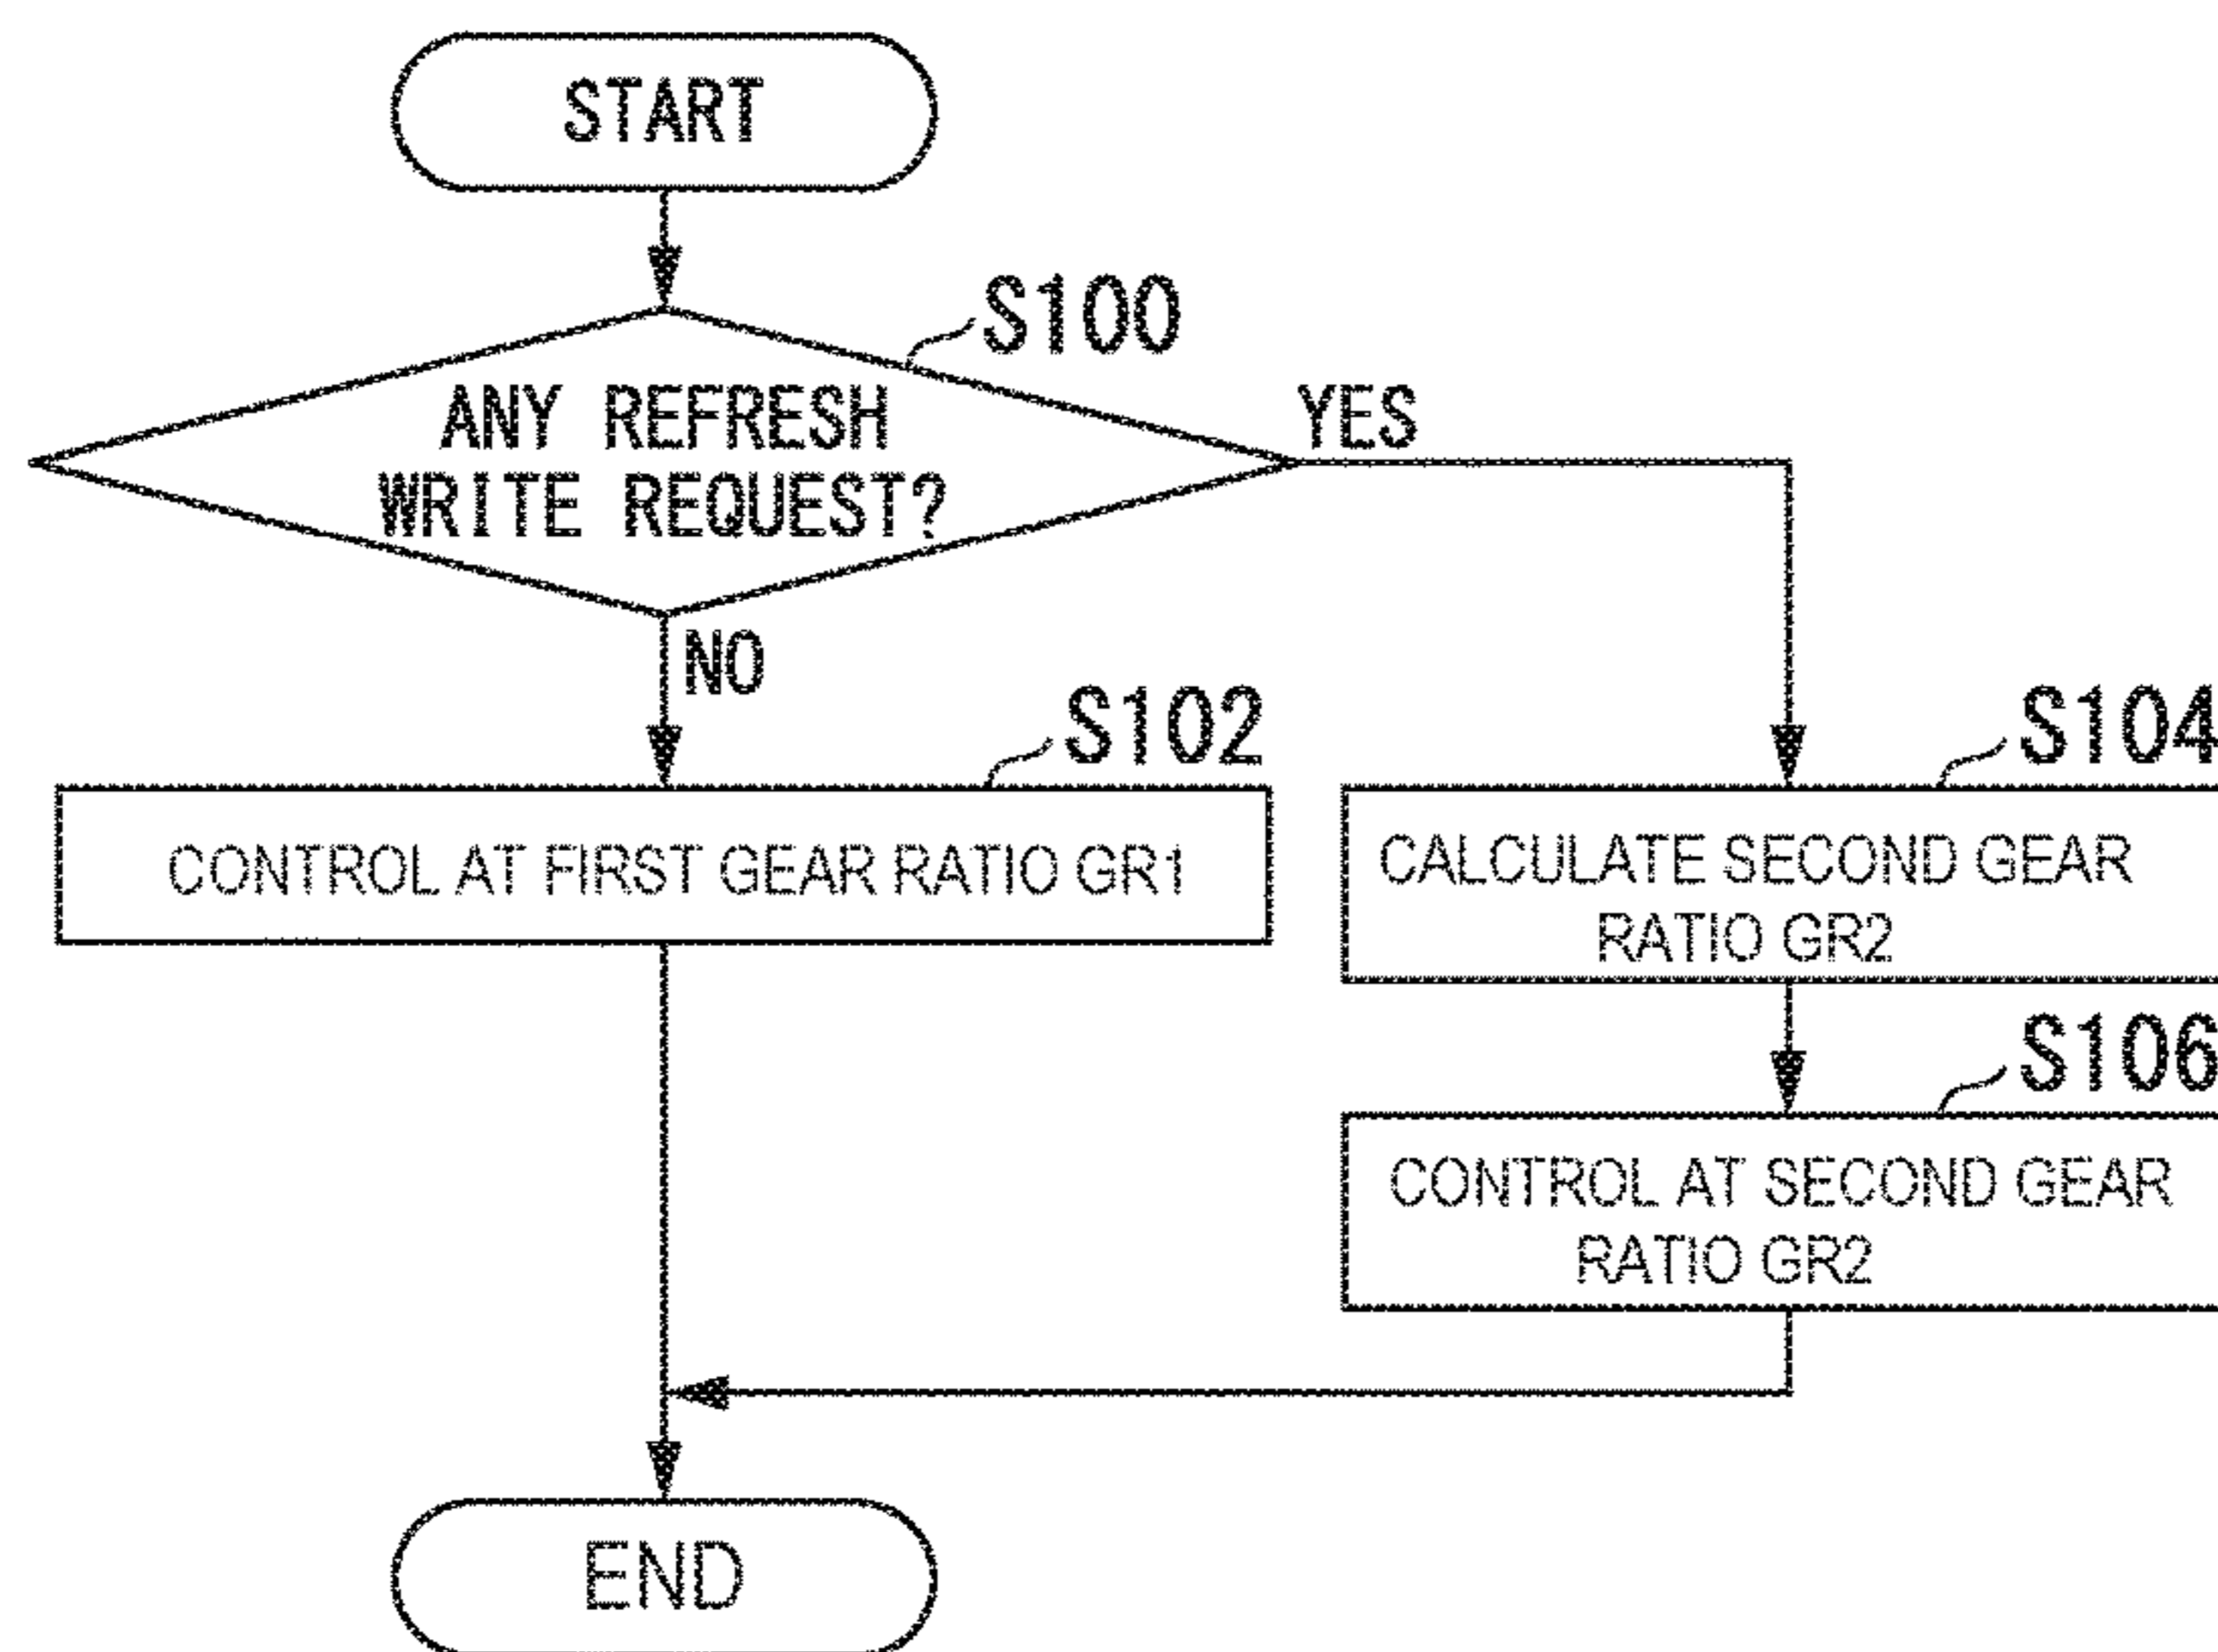 START
S100
ANY REFRESH
WRITE REQUEST?
YES
NO
S102
CONTROL AT FIRST GEAR RATIO GR1
S104
CALCULATE SECOND GEAR
RATIO GR2
S106
CONTROL AT SECOND GEAR
RATIO GR2
END